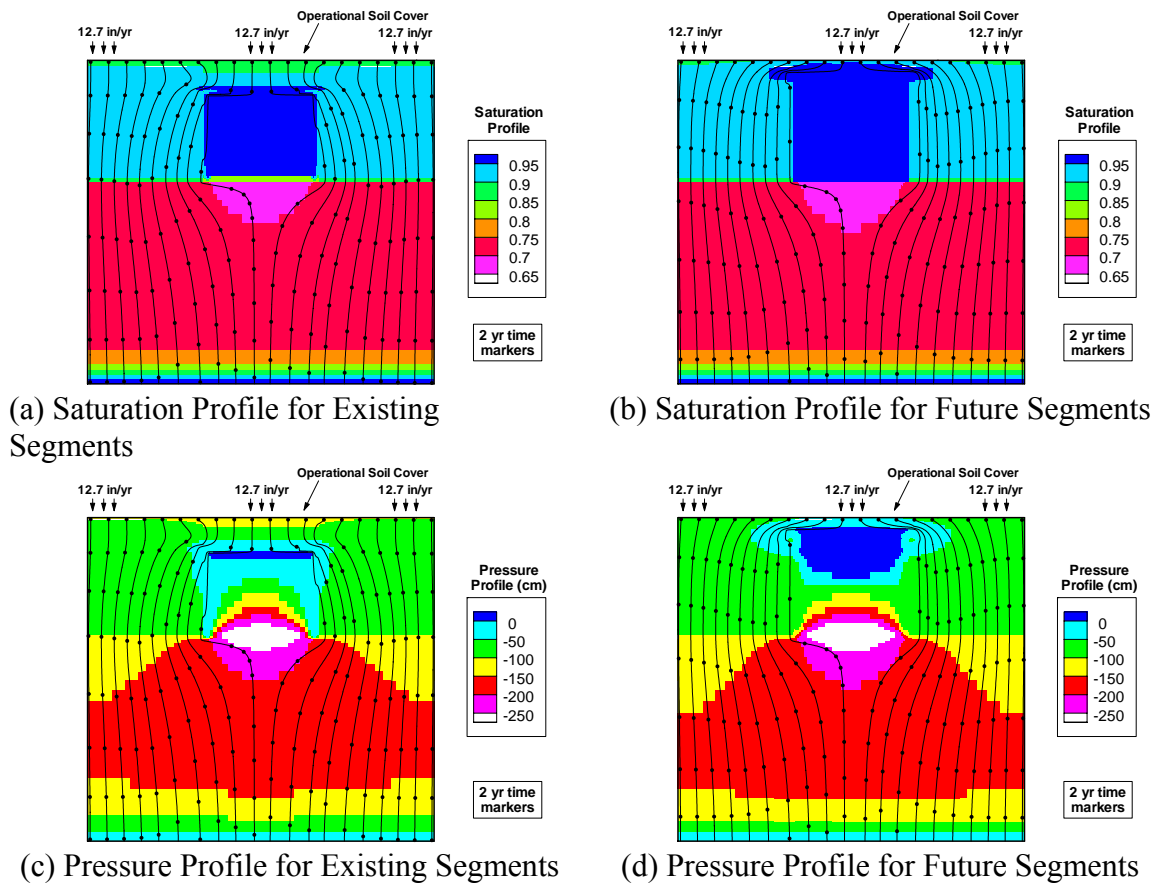 Operational Soil Cover
12.7 in/yr
12.7 in/yr
12.7 in/yr
Saturation
Profile
0.95
0.9
0.8
0.75
0.7
0.65
2 yr time
markers
(a) Saturation Profile for Existing
Segments
Operational Soil Cover
12.7 in/yr
12.7 in/yr
12.7 in/yr
Saturation
Profile
0.95
0.9
0.8
0.75
0.7
0.65
2 yr time
markers
(b) Saturation Profile for Future Segments
Operational Soil Cover
12.7 in/yr
12.7 in/yr
12.7 in/yr
Pressure
Profile (cm)
0
-50
-100
-150
-200
-250
2 yr time
markers
(c) Pressure Profile for Existing Segments
Operational Soil Cover
12.7 in/yr
12.7 in/yr
12.7 in/yr
Pressure
Profile (cm)
0
-50
-100
-150
-200
-250
2 yr time
markers
(d) Pressure Profile for Future Segments